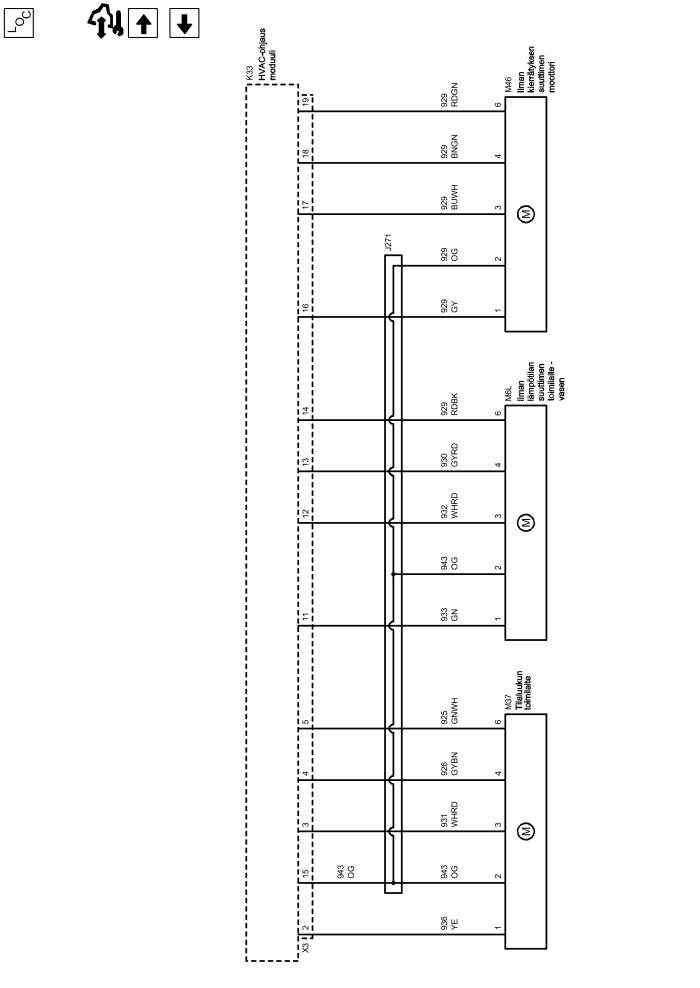 LOC
K33
HVAC-ohjaus
moduuli
M46
Ilman
kierrätyksen
suuttimen
moottori
19
929
RDGN
6
18
929
BNGN
4
17
929
BUWH
3
M
J271
929
OG
2
16
929
GY
1
M6L
Ilman
lämpötilan
suuttimen
toimilaite -
vasen
14
929
RDBK
6
13
930
GYRD
4
12
932
WHRD
3
M
943
OG
2
11
933
GN
1
M37
Tilaluukun
toimilaite
5
925
GNWH
6
4
926
GYBN
4
3
931
WHRD
3
M
15
943
OG
943
OG
2
X3
2
936
YE
1